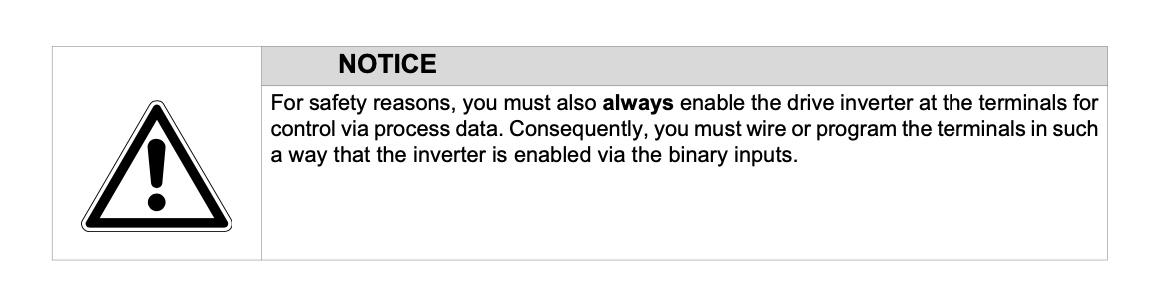 NOTICE
For safety reasons, you must also always enable the drive inverter at the terminals for
control via process data. Consequently, you must wire or program the terminals in such
a way that the inverter is enabled via the binary inputs.